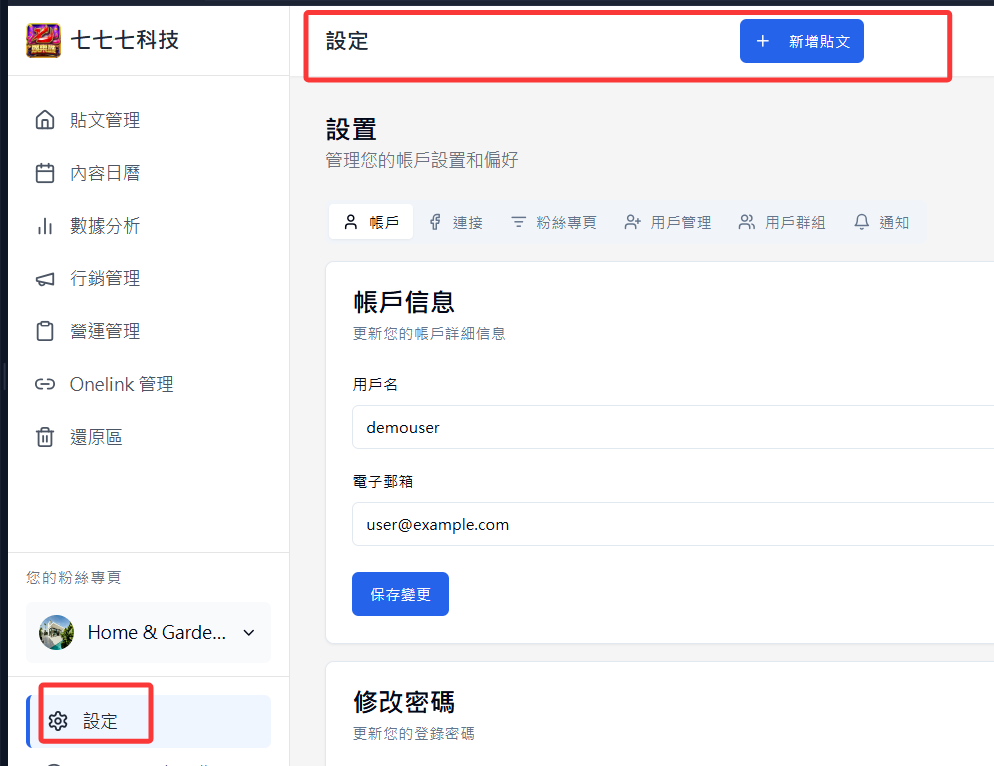 七七七科技
貼文管理
內容日曆
數據分析
行銷管理
營運管理
Onelink 管理
還原區
您的粉絲專頁
Home & Garde...
設定
設定
+ 新增貼文
設置
管理您的帳戶設置和偏好
帳戶 連接 粉絲專頁 用戶管理 用戶群組 通知
帳戶信息
更新您的帳戶詳細信息
用戶名
demouser
電子郵箱
user@example.com
保存變更
修改密碼
更新您的登錄密碼